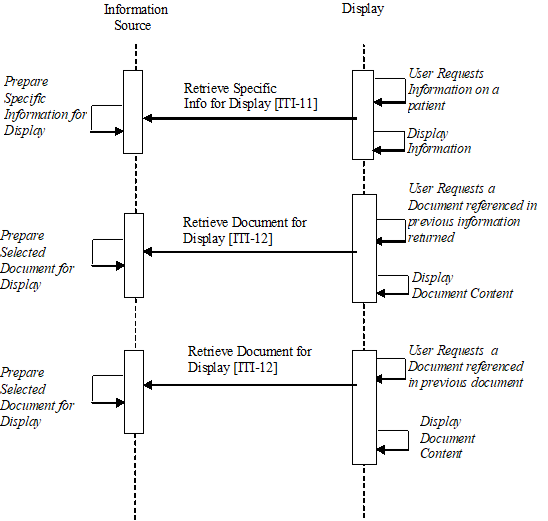 Information
Source
Display
Prepare
Specific
Information for
Display
Retrieve Specific
Info for Display [ITI-11]
User Requests
Information on a
patient
Display
Information
Prepare
Selected
Document for
Display
Retrieve Document for
Display [ITI-12]
User Requests a
Document referenced in
previous information
returned
Display
Document Content
Prepare
Selected
Document for
Display
Retrieve Document for
Display [ITI-12]
User Requests  a
Document referenced
in previous document
Display
Document
Content